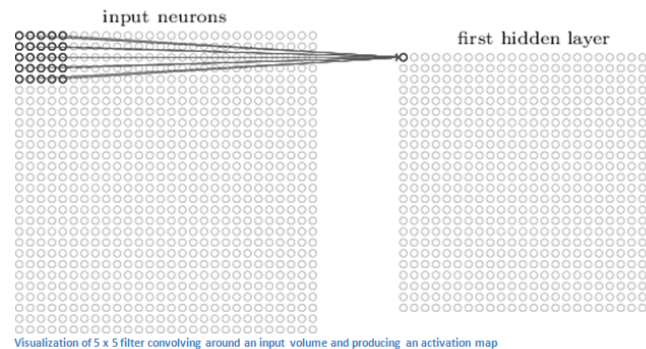 input neurons
first hidden layer
Visualization of 5 x 5 filter convolving around an input volume and producing an activation map